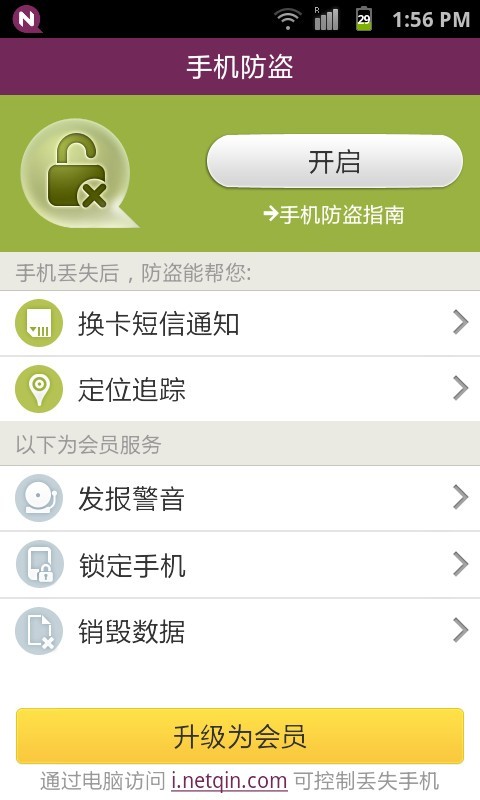 N
R
29
1:56 PM
手机防盗
开启
➔手机防盗指南
手机丢失后，防盗能帮您:
换卡短信通知
定位追踪
以下为会员服务
发报警音
锁定手机
销毁数据
升级为会员
通过电脑访问 i.netqin.com 可控制丢失手机